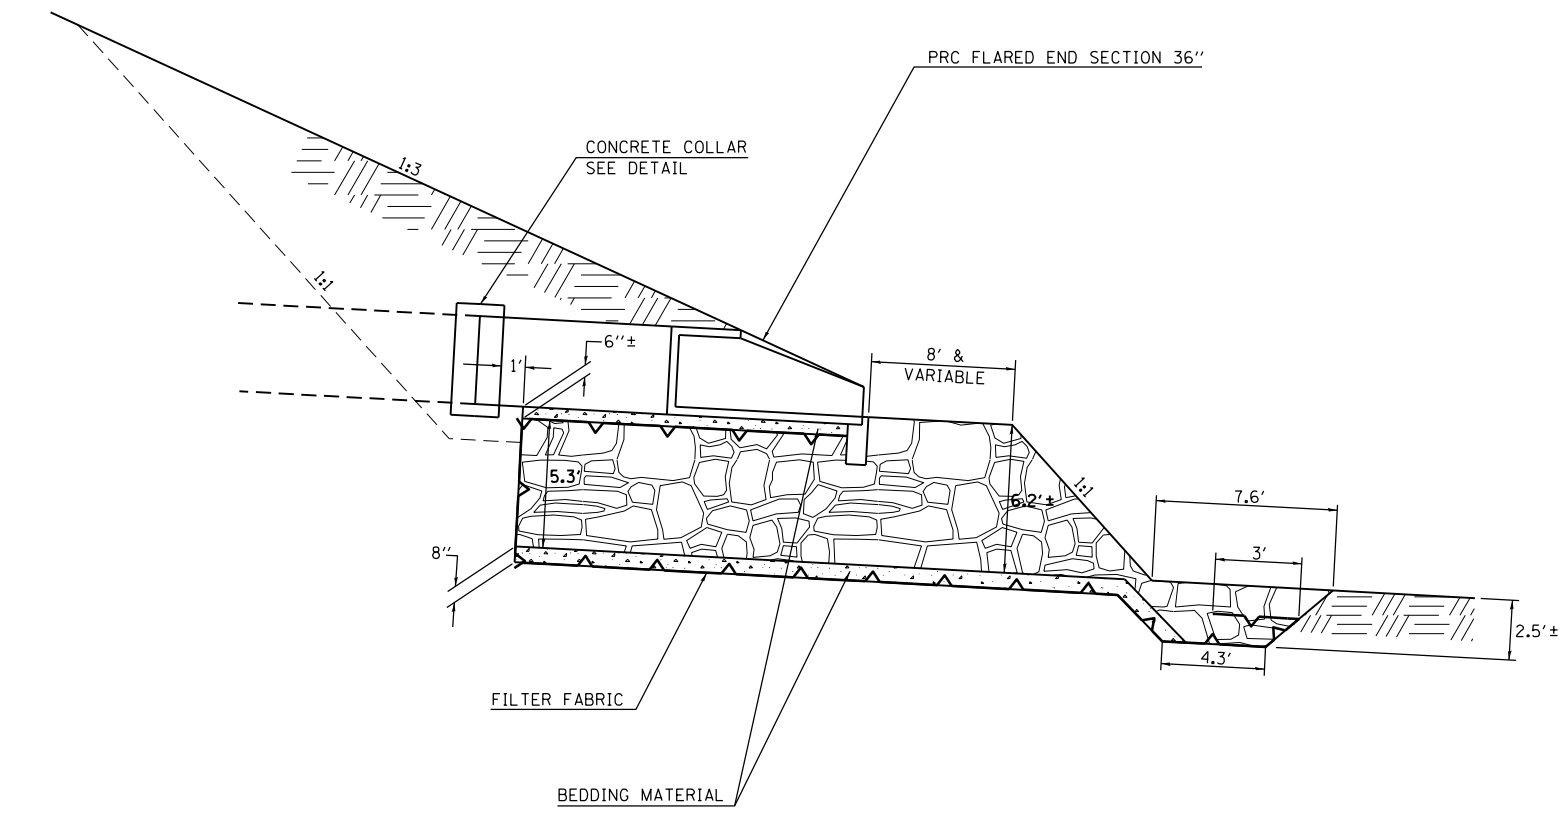 PRC FLARED END SECTION 36''
CONCRETE COLLAR
SEE DETAIL
1:3
1:1
6''±
1'
8' &
VARIABLE
5.3'
6.2'±
1:1
7.6'
8''
3'
2.5'±
4.3'
FILTER FABRIC
BEDDING MATERIAL